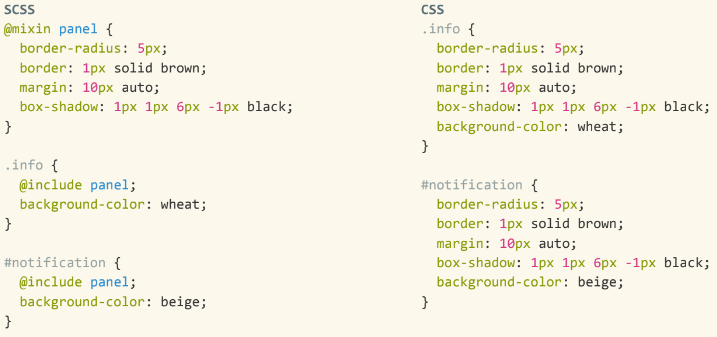 SCSS
@mixin panel {
  border-radius: 5px;
  border: 1px solid brown;
  margin: 10px auto;
  box-shadow: 1px 1px 6px -1px black;
}

.info {
  @include panel;
  background-color: wheat;
}

#notification {
  @include panel;
  background-color: beige;
}

CSS
.info {
  border-radius: 5px;
  border: 1px solid brown;
  margin: 10px auto;
  box-shadow: 1px 1px 6px -1px black;
  background-color: wheat;
}

#notification {
  border-radius: 5px;
  border: 1px solid brown;
  margin: 10px auto;
  box-shadow: 1px 1px 6px -1px black;
  background-color: beige;
}